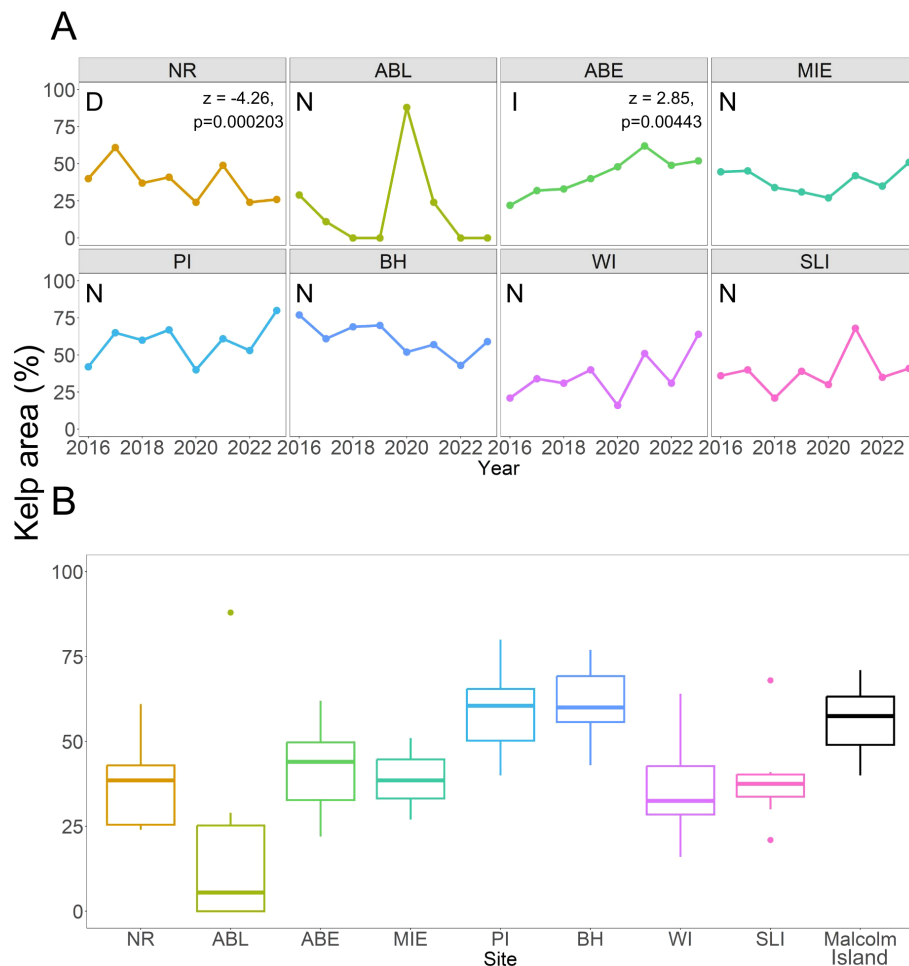 A
NR ABL ABE MIE
100
75
50
25
0
D
z = -4.26,
p=0.000203
N
I
z = 2.85,
p=0.00443
N
PI BH WI SLI
100
75
50
25
0
N N N N
2016 2018 2020 2022 2016 2018 2020 2022 2016 2018 2020 2022 2016 2018 2020 2022
Year
Kelp area (%)
B
100
75
50
25
0
NR ABL ABE MIE PI BH WI SLI Malcolm
Island
Site